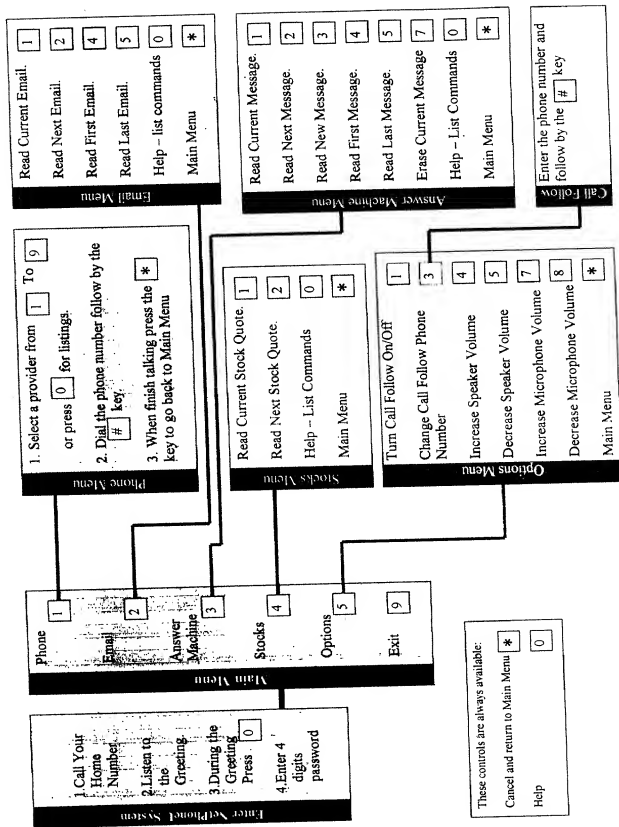 Enter NetPhone1 System
1.Call Your
Home
Number.
2.Listen to
the
Greeting.
3.During the
Greeting
Press 0
4.Enter 4
digits
password
Main Menu
Phone 1
Email 2
Answer
Machine 3
Stocks 4
Options 5
Exit 9
These controls are always available:
Cancel and return to Main Menu *
Help 0
Phone Menu
1. Select a provider from 1 To 9
or press 0 for listings.
2. Dial the phone number follow by the
# key.
3. When finish talking press the *
key to go back to Main Menu
Stocks Menu
Read Current Stock Quote. 1
Read Next Stock Quote. 2
Help – List Commands 0
Main Menu *
Options Menu
Turn Call Follow On/Off 1
Change Call Follow Phone 3
Number
Increase Speaker Volume 4
Decrease Speaker Volume 5
Increase Microphone Volume 7
Decrease Microphone Volume 8
Main Menu *
Email Menu
Read Current Email. 1
Read Next Email. 2
Read First Email. 4
Read Last Email. 5
Help – list commands 0
Main Menu *
Answer Machine Menu
Read Current Message. 1
Read Next Message. 2
Read New Message. 3
Read First Message. 4
Read Last Message. 5
Erase Current Message 7
Help – List Commands 0
Main Menu *
Call Follow
Enter the phone number and
follow by the # key